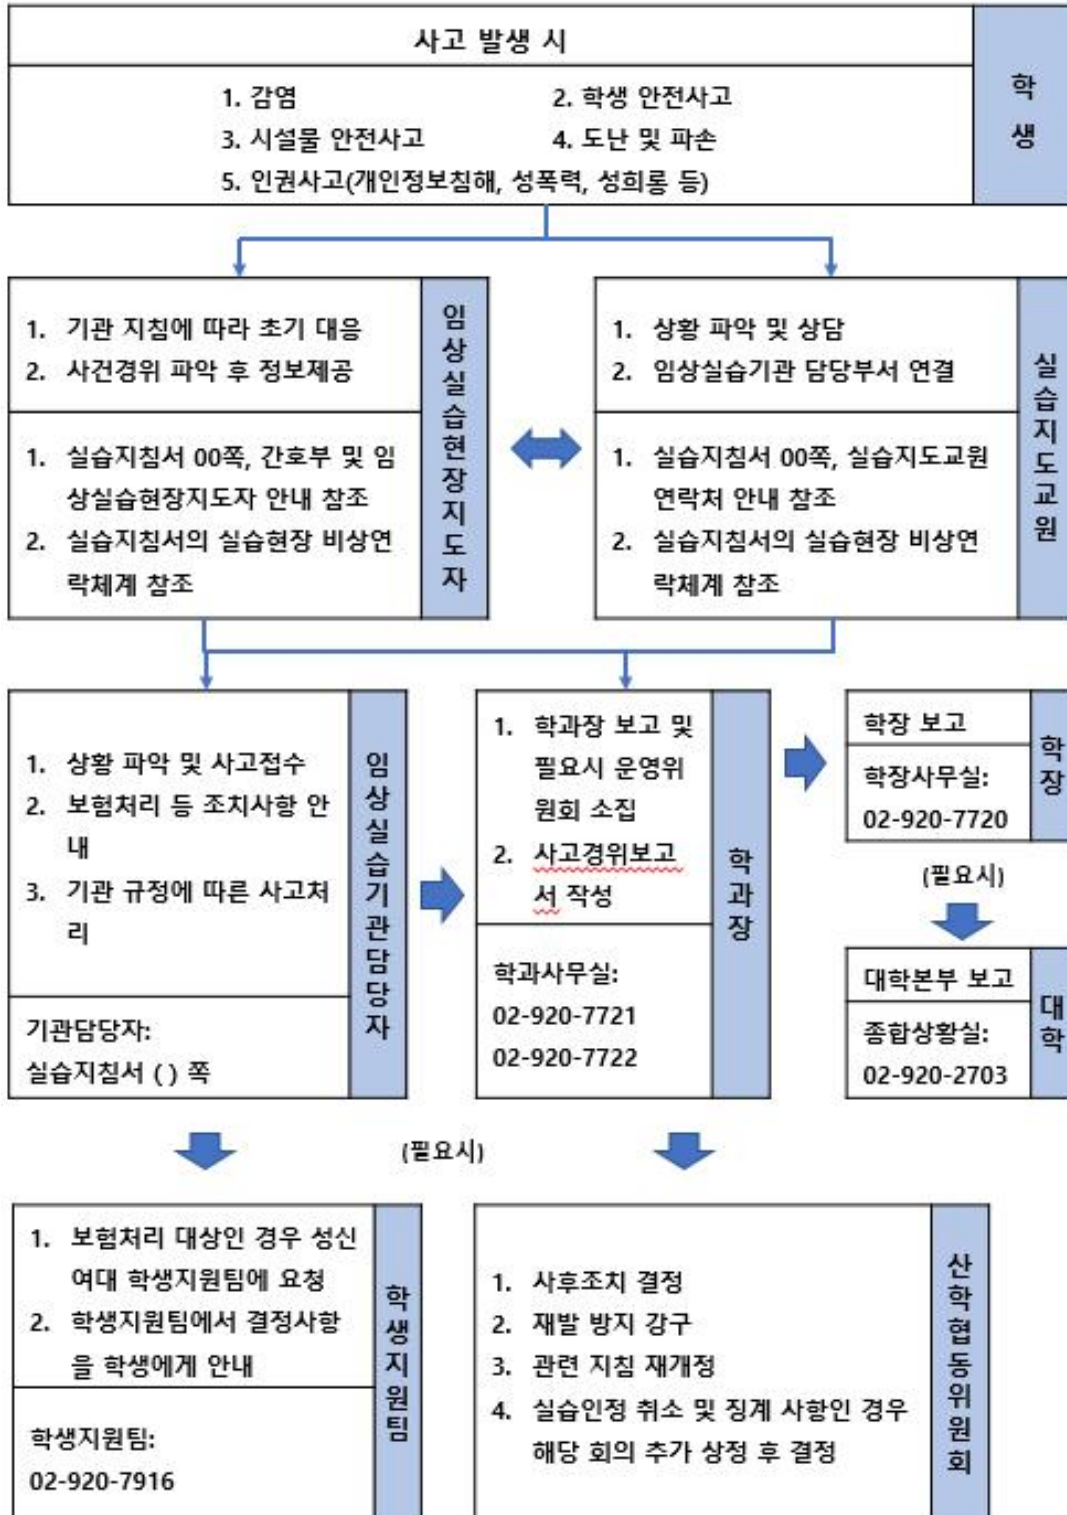 사고 발생 시
1. 감염 2. 학생 안전사고
3. 시설물 안전사고 4. 도난 및 파손
5. 인권사고(개인정보침해, 성폭력, 성희롱 등)
학생
1. 기관 지침에 따라 초기 대응
2. 사건경위 파악 후 정보제공
1. 실습지침서 00쪽, 간호부 및 임
상실습현장지도자 안내 참조
2. 실습지침서의 실습현장 비상연
락체계 참조
임상실습현장지도자
1. 상황 파악 및 상담
2. 임상실습기관 담당부서 연결
1. 실습지침서 00쪽, 실습지도교원
연락처 안내 참조
2. 실습지침서의 실습현장 비상연
락체계 참조
실습지도교원
1. 상황 파악 및 사고접수
2. 보험처리 등 조치사항 안
내
3. 기관 규정에 따른 사고처
리
기관담당자:
실습지침서 ( ) 쪽
임상실습기관담당자
1. 학과장 보고 및
필요시 운영위
원회 소집
2. 사고경위보고
서 작성
학과사무실:
02-920-7721
02-920-7722
학과장
학장 보고
학장사무실:
02-920-7720
학장
(필요시)
대학본부 보고
종합상황실:
02-920-2703
대학
(필요시)
1. 보험처리 대상인 경우 성신
여대 학생지원팀에 요청
2. 학생지원팀에서 결정사항
을 학생에게 안내
학생지원팀:
02-920-7916
학생지원팀
1. 사후조치 결정
2. 재발 방지 강구
3. 관련 지침 재개정
4. 실습인정 취소 및 징계 사항인 경우
해당 회의 추가 상정 후 결정
산학협동위원회